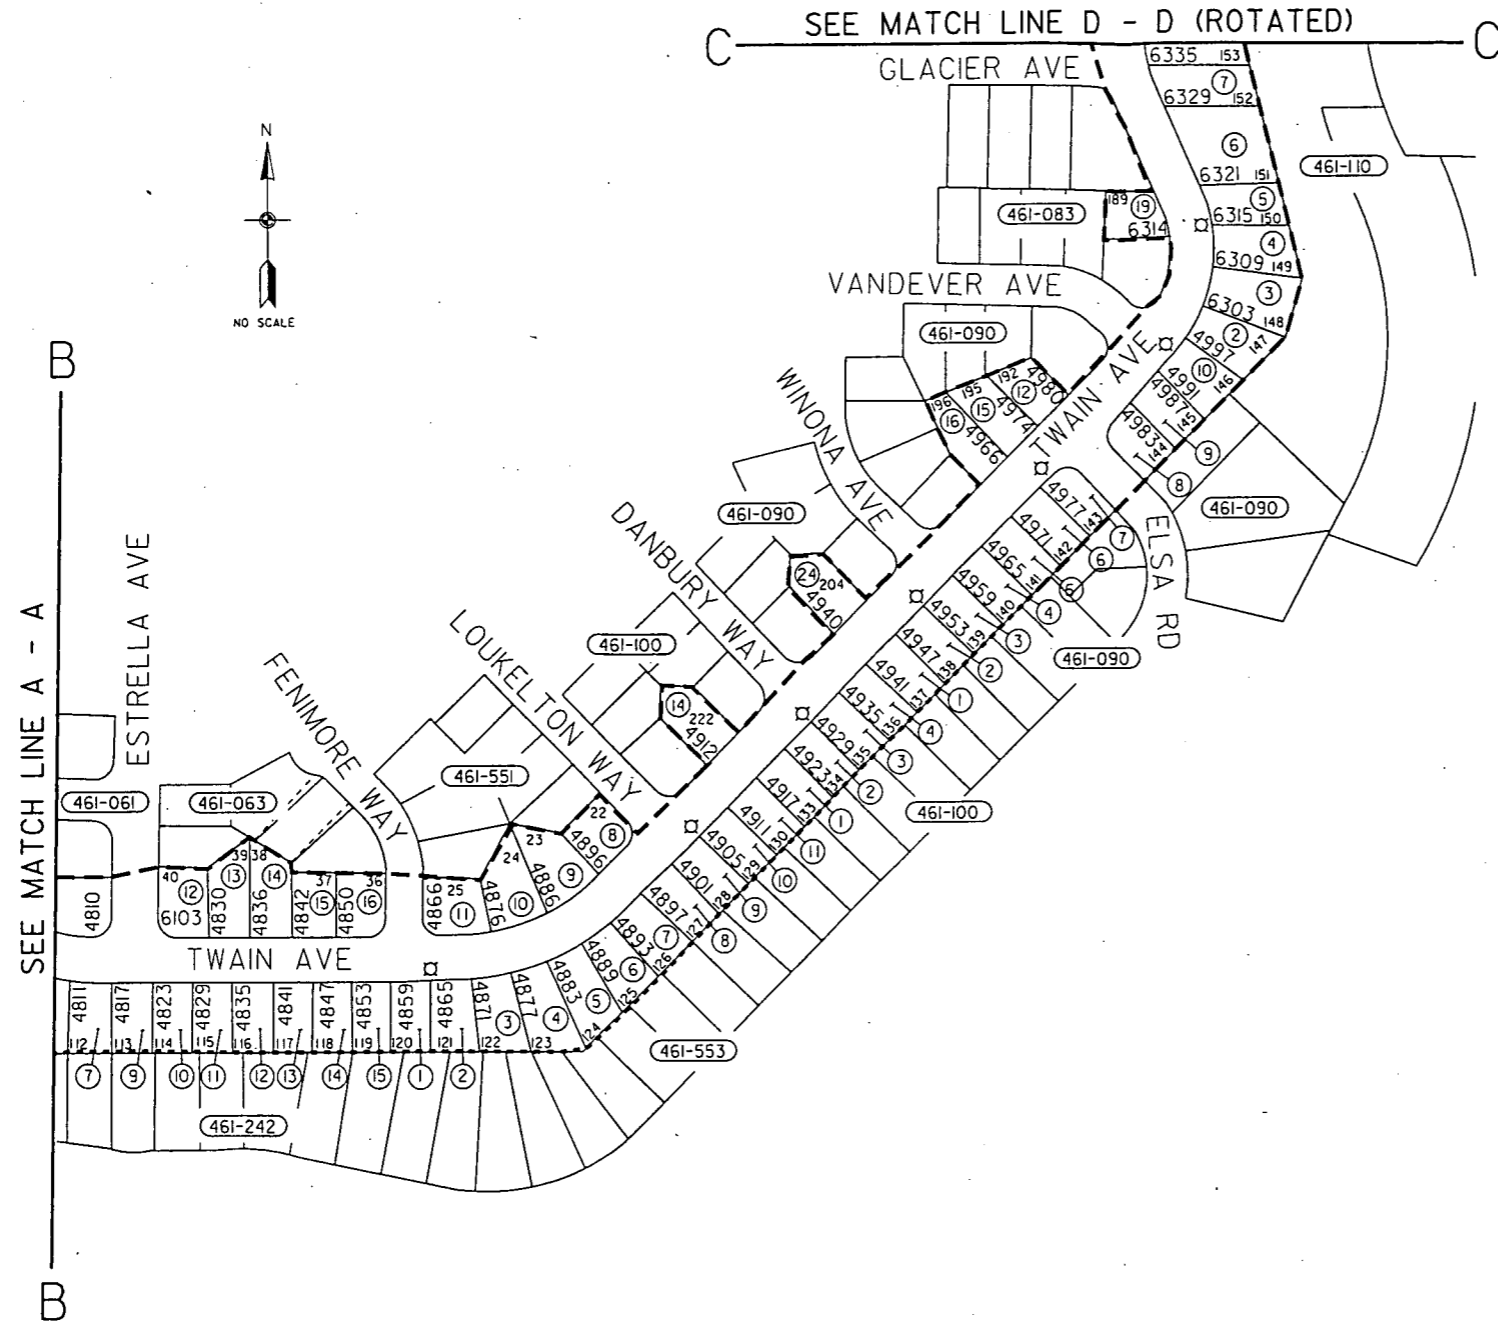 SEE MATCH LINE D - D (ROTATED)
C
C
GLACIER AVE
6335 153
7
6329 152
6
6321 151
5
6315 150
4
6309 149
3
6303 148
2
4997 147
10
4991 146
4987 145
9
4983 144
8
461-110
N
NO SCALE
461-083
189 19
6314
VANDEVER AVE
461-090
192 12
4980
195 15
4974
196 16
4966
TWAIN AVE
WINONA AVE
461-090
461-090
DANBURY WAY
24 204
4940
461-100
14 222
4912
LOUKELTON WAY
ELSA RD
4977 143 7
4971 142 6
4965 141 6
4959 140 4
4953 139 3
4947 138 2
4941 137 1
461-090
4935 136 4
4929 135 3
4923 134 2
4917 133 1
461-100
4911 130 11
4905 129 10
4901 128 9
4897 127 8
4893 7 126
4889 6 125
4883 5 124
4877 4 123
4871 3 122
461-553
B
SEE MATCH LINE A - A
ESTRELLA AVE
FENIMORE WAY
461-061
461-063
461-551
4810
40 12
6103
39 13
4830
38 14
4836
37 15
4842
36 16
4850
25 11
4866
24 10
4876
23 9
4886
22 8
4896
TWAIN AVE
4811 4817 4823 4829 4835 4841 4847 4853 4859 4865
112 113 114 115 116 117 118 119 120 121
7 9 10 11 12 13 14 15 1 2
461-242
B